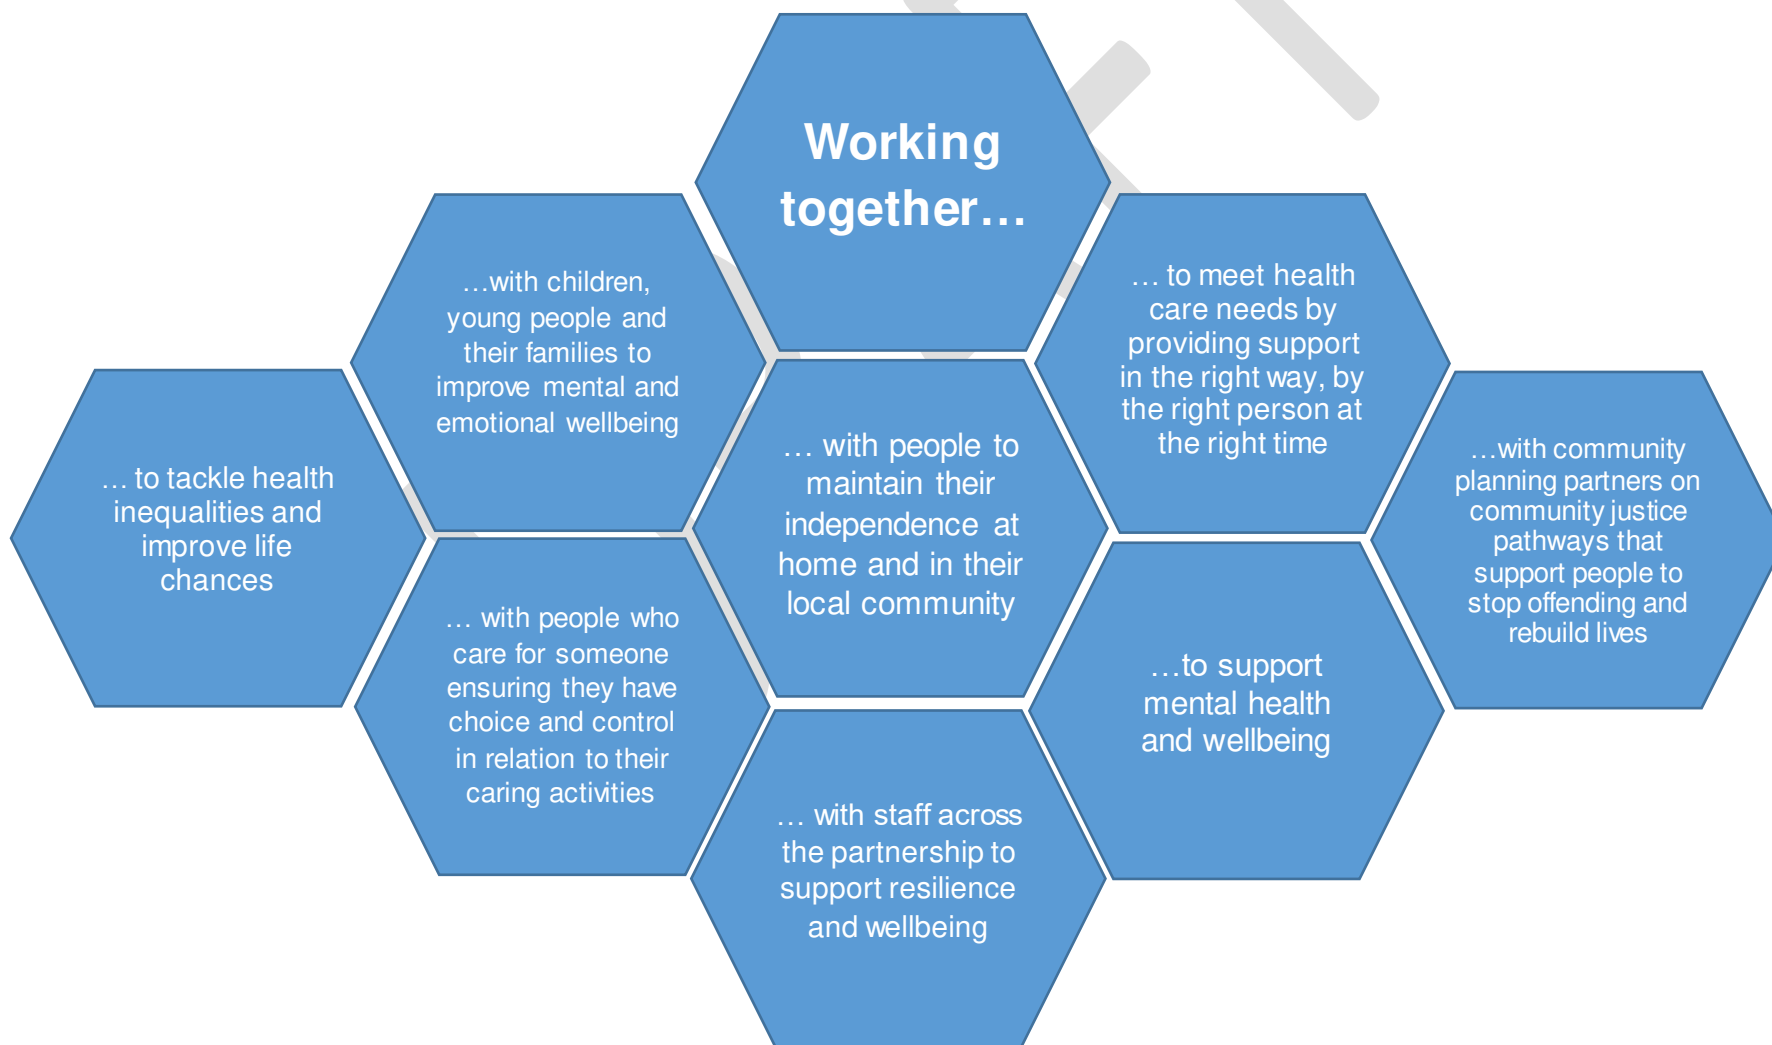 Working
together…
…with children,
young people and
their families to
improve mental and
emotional wellbeing
… to meet health
care needs by
providing support
in the right way, by
the right person at
the right time
… to tackle health
inequalities and
improve life
chances
… with people to
maintain their
independence at
home and in their
local community
…with community
planning partners on
community justice
pathways that
support people to
stop offending and
rebuild lives
… with people who
care for someone
ensuring they have
choice and control
in relation to their
caring activities
…to support
mental health
and wellbeing
… with staff across
the partnership to
support resilience
and wellbeing